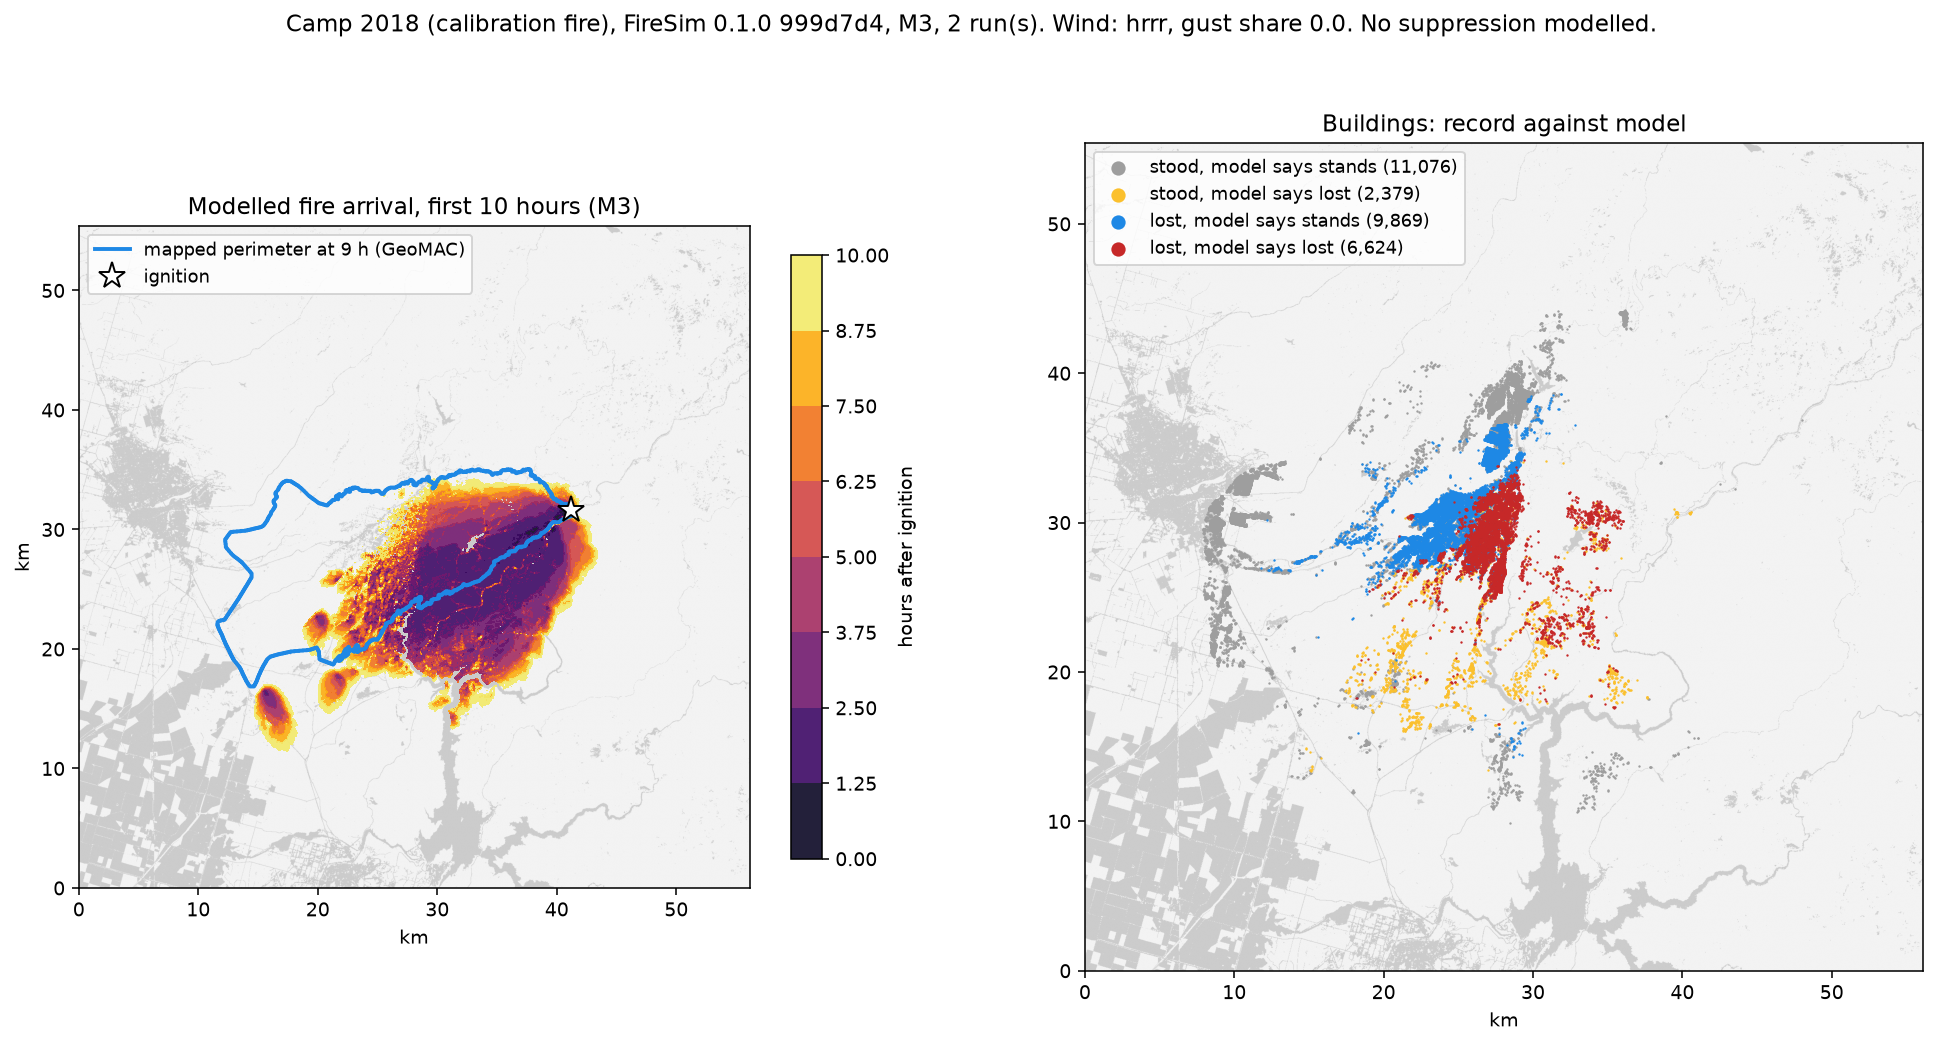 Camp 2018 (calibration fire), FireSim 0.1.0 999d7d4, M3, 2 run(s). Wind: hrrr, gust share 0.0. No suppression modelled.
Modelled fire arrival, first 10 hours (M3)
mapped perimeter at 9 h (GeoMAC)
ignition
50
40
30
20
10
0
km
0
10
20
30
40
50
km
10.00
8.75
7.50
6.25
5.00
3.75
2.50
1.25
0.00
hours after ignition
Buildings: record against model
stood, model says stands (11,076)
stood, model says lost (2,379)
lost, model says stands (9,869)
lost, model says lost (6,624)
50
40
30
20
10
0
km
0
10
20
30
40
50
km